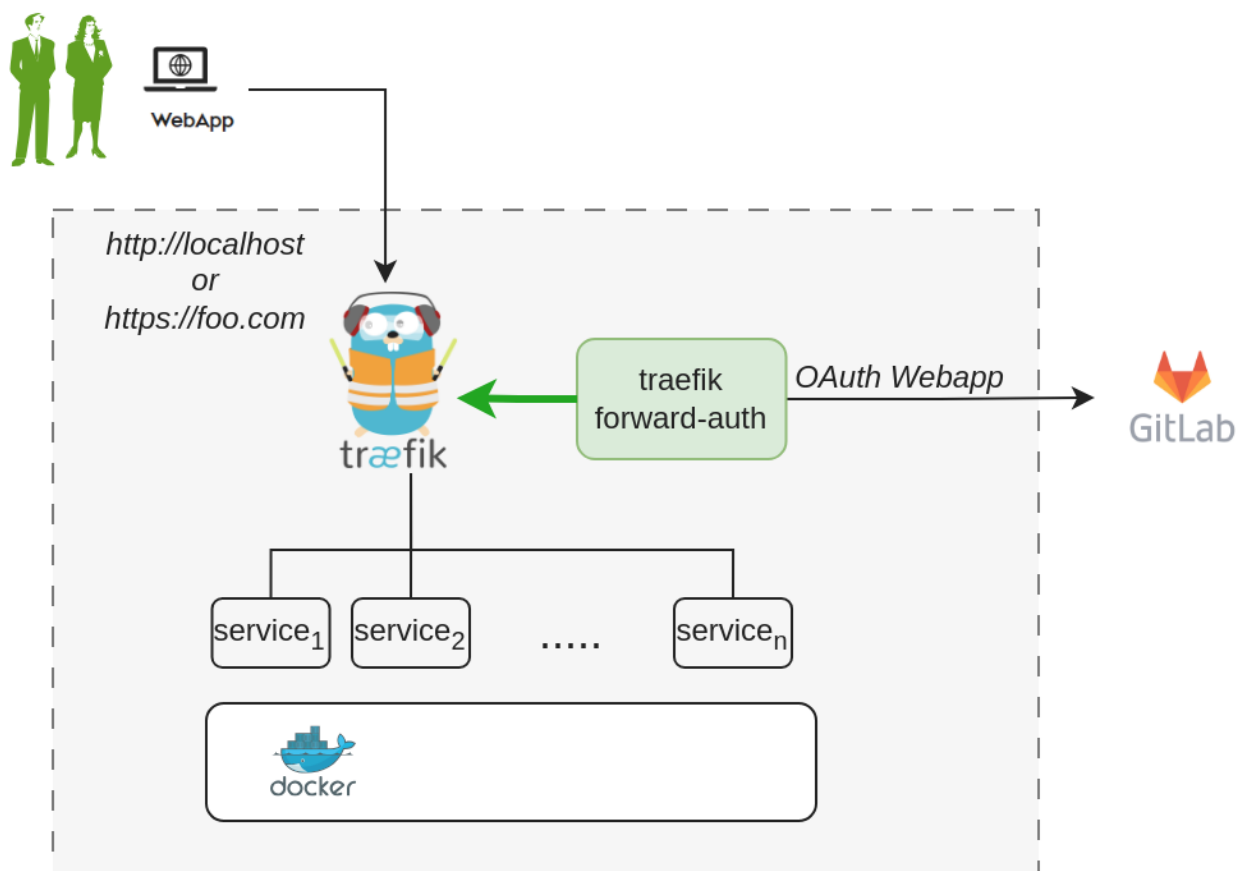 WebApp
http://localhost
or
https://foo.com
træfik
traefik
forward-auth
OAuth Webapp
GitLab
service1
service2
.....
servicen
docker